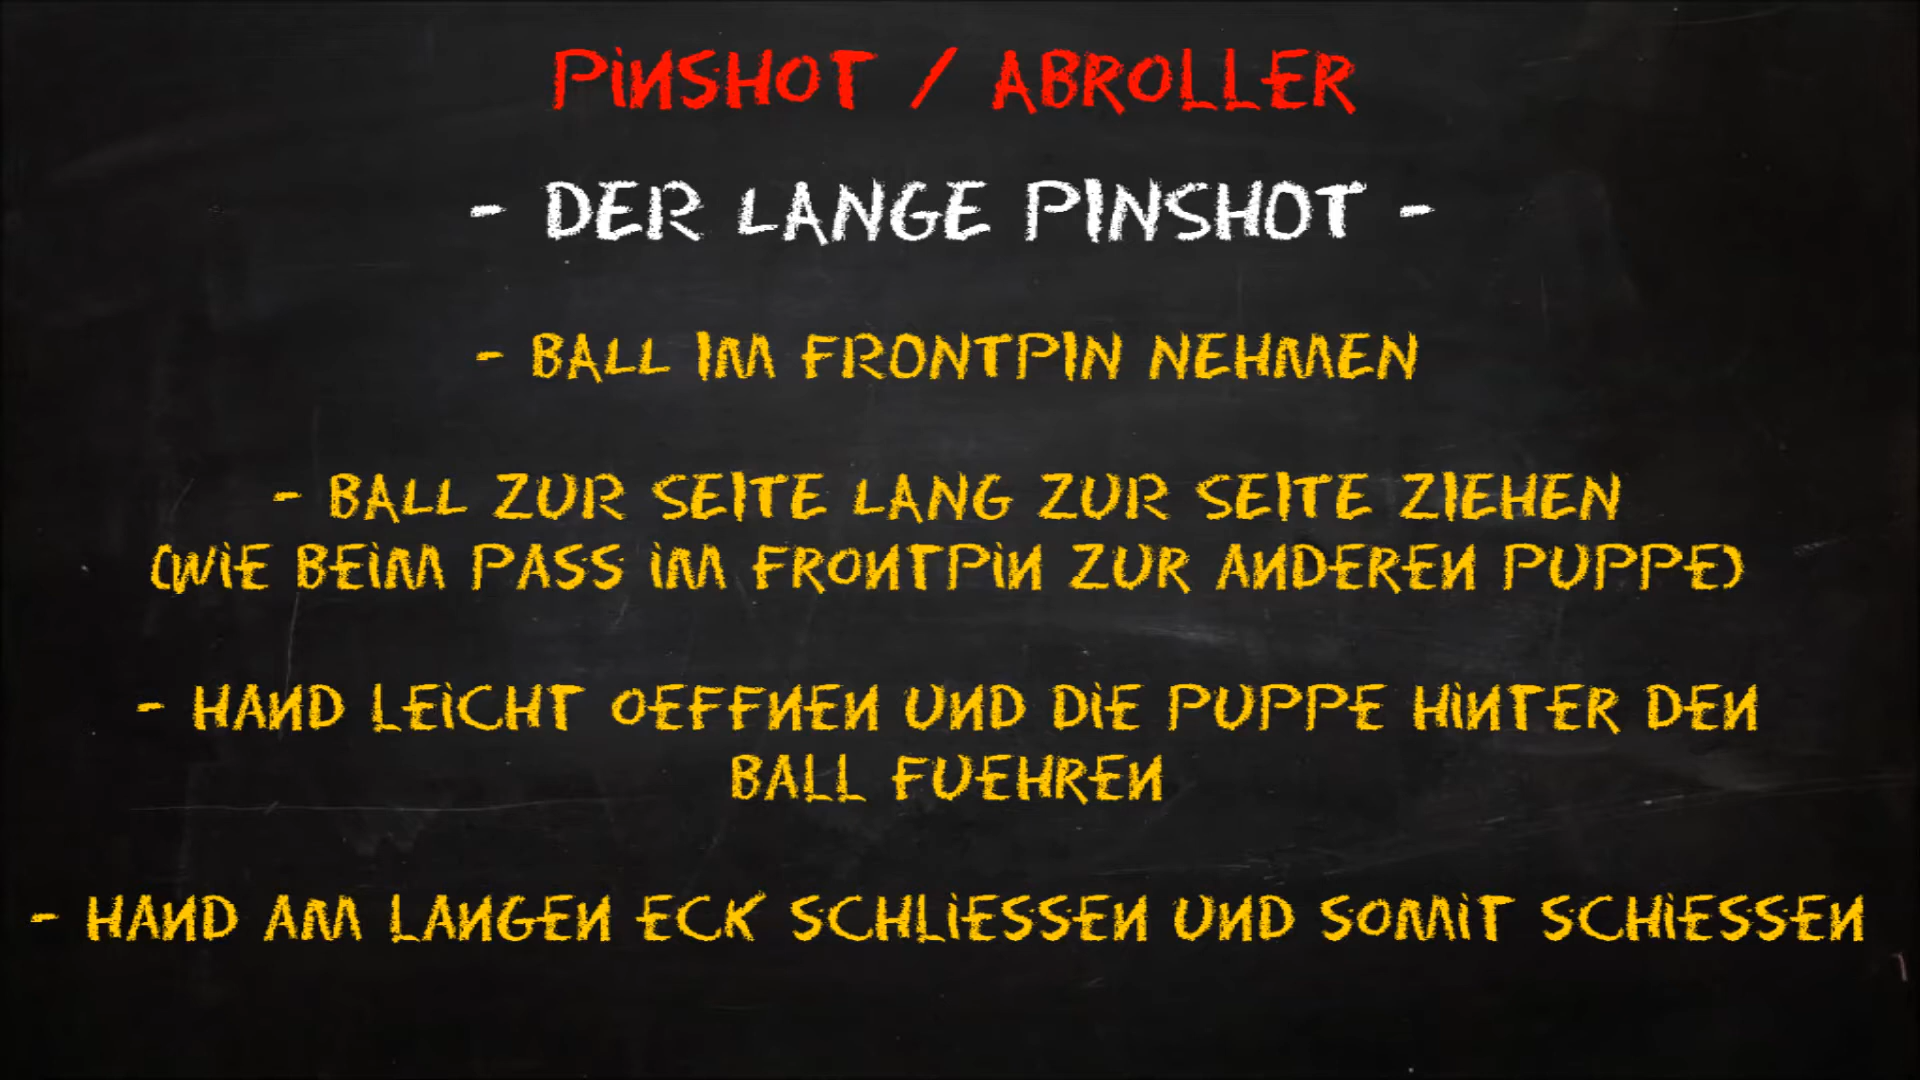 PiNSHOT / ABROLLER
- DER LANGE PINSHOT -
- BALL IM FRONTPIN NEHMEN
- BALL ZUR SEITE LANG ZUR SEITE ZIEHEN
(WiE BEiM PASS iM FRONTPiN ZUR ANDEREN PUPPE)
- HAND LEiCHT OEFFNEN UND DiE PUPPE HiNTER DEN
BALL FUEHREN
- HAND AM LANGEN ECK SCHLiESSEN UND SOMiT SCHiESSEN